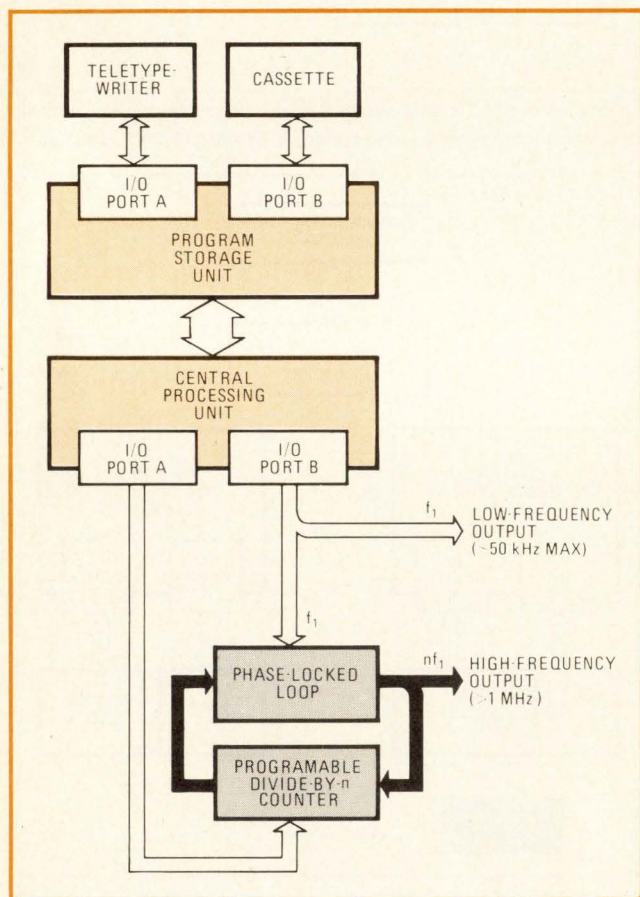 TELETYPE-
WRITER
CASSETTE
I/O
PORT A
I/O
PORT B
PROGRAM
STORAGE
UNIT
CENTRAL
PROCESSING
UNIT
I/O
PORT A
I/O
PORT B
f₁
LOW-FREQUENCY
OUTPUT
(~50 kHz MAX)
f₁
PHASE-LOCKED
LOOP
nf₁
HIGH-FREQUENCY
OUTPUT
(>1 MHz)
PROGRAMABLE
DIVIDE-BY-n
COUNTER